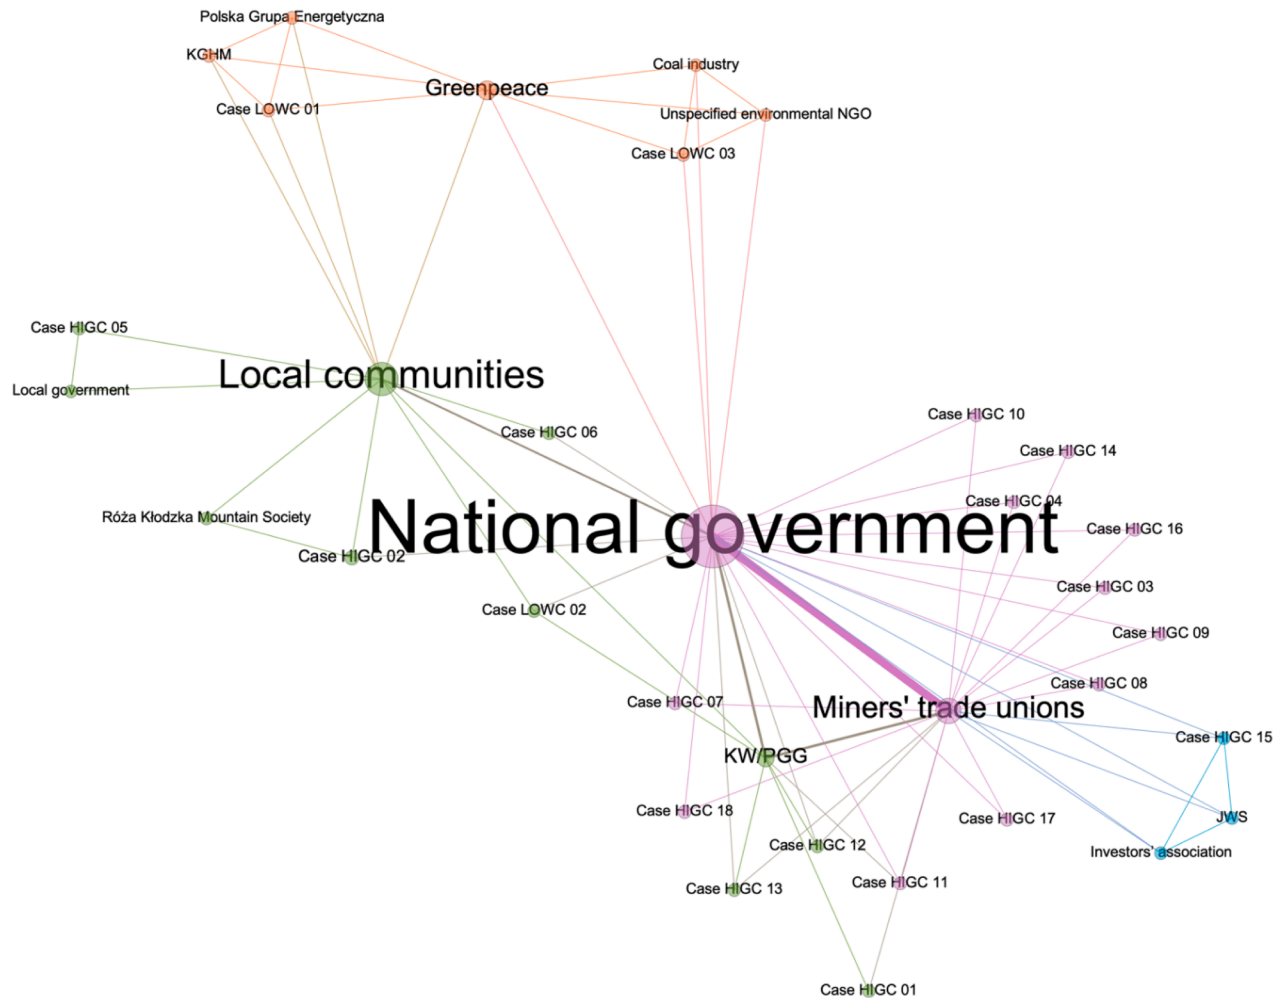 Polska Grupa Energetyczna
KGHM
Coal industry
Greenpeace
Case LOWC 01
Unspecified environmental NGO
Case LOWC 03
Case HIGC 05
Local communities
Local government
Case HIGC 10
Case HIGC 06
Case HIGC 14
Case HIGC 04
Róża Kłodzka Mountain Society
National government
Case HIGC 16
Case HIGC 02
Case HIGC 03
Case LOWC 02
Case HIGC 09
Case HIGC 08
Case HIGC 07
Miners' trade unions
Case HIGC 15
KW/PGG
Case HIGC 18
Case HIGC 17
JWS
Case HIGC 12
Investors' association
Case HIGC 13
Case HIGC 11
Case HIGC 01